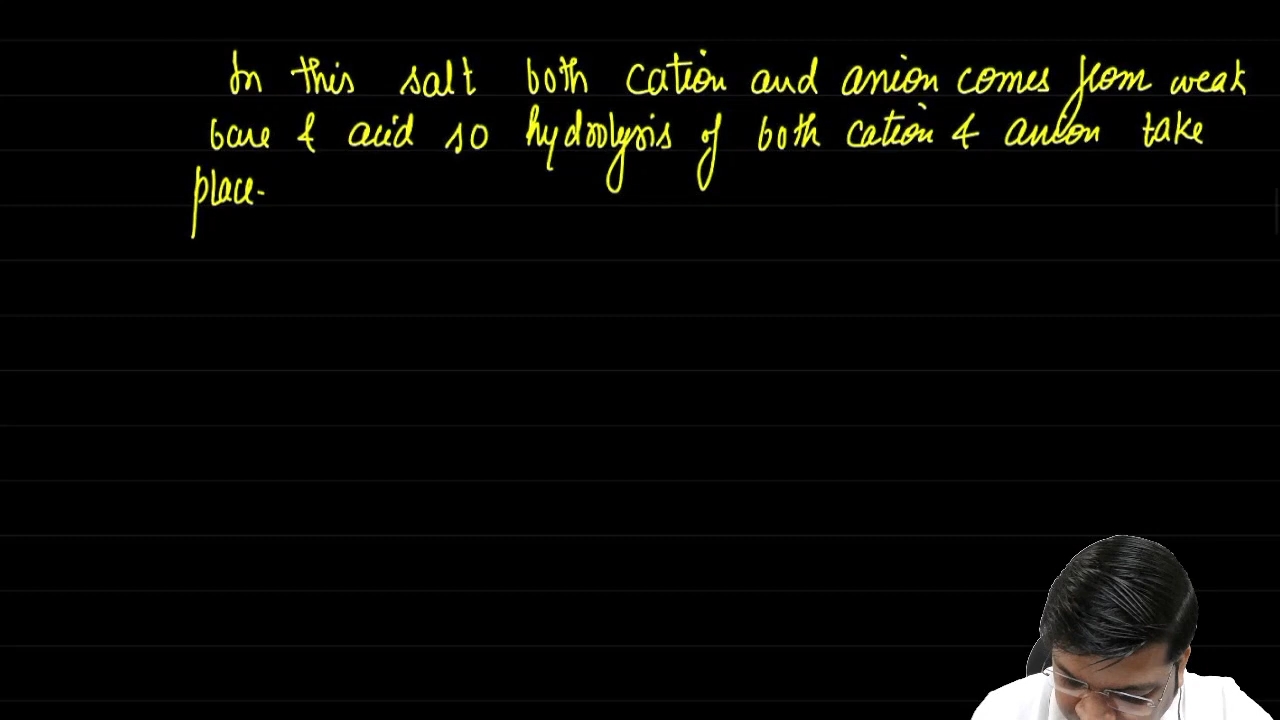 In this salt both cation and anion comes from weak
base & acid so hydrolysis of both cation & anion take
place.